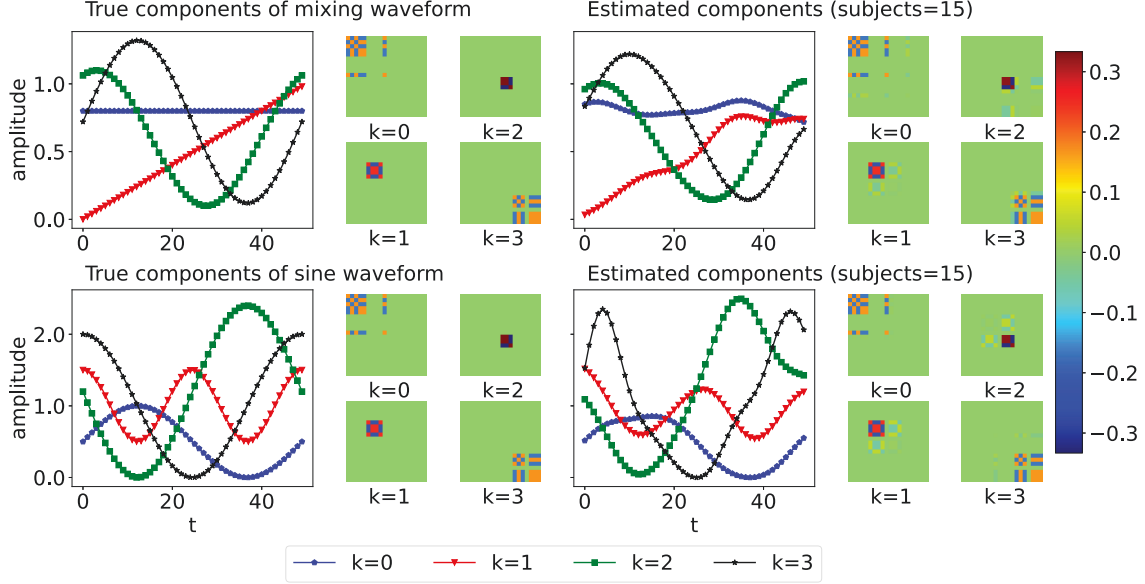 True components of mixing waveform
Estimated components (subjects=15)
amplitude
1.0
0.5
0.0
0
20
40
t
k=0
k=2
k=1
k=3
0
20
40
t
k=0
k=2
k=1
k=3
True components of sine waveform
Estimated components (subjects=15)
amplitude
2.0
1.0
0.0
0
20
40
t
k=0
k=2
k=1
k=3
0
20
40
t
k=0
k=2
k=1
k=3
0.3
0.2
0.1
0.0
−0.1
−0.2
−0.3
k=0
k=1
k=2
k=3